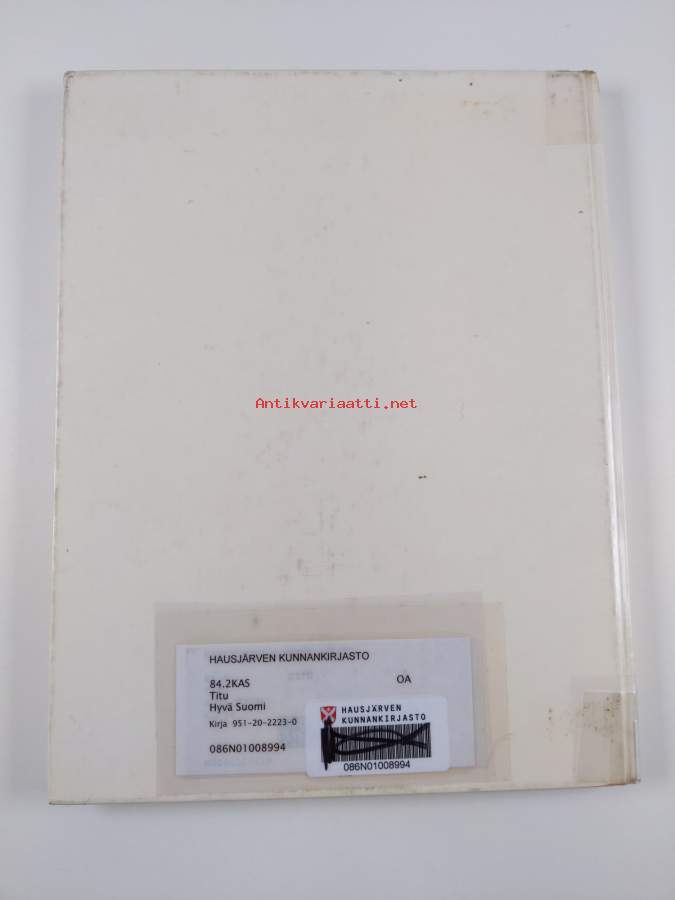 Antikvariaatti.net
HAUSJÄRVEN KUNNANKIRJASTO
84.2KAS OA
Titu
Hyvä Suomi
Kirja 951-20-2223-0
086N01008994
HAUSJÄRVEN
KUNNANKIRJASTO
086N01008994